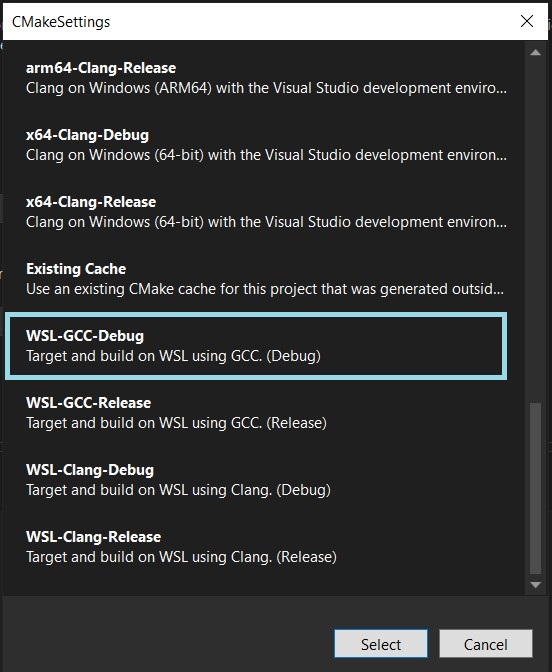 CMakeSettings
arm64-Clang-Release
Clang on Windows (ARM64) with the Visual Studio development enviro...
x64-Clang-Debug
Clang on Windows (64-bit) with the Visual Studio development environ...
x64-Clang-Release
Clang on Windows (64-bit) with the Visual Studio development environ...
Existing Cache
Use an existing CMake cache for this project that was generated outsid...
WSL-GCC-Debug
Target and build on WSL using GCC. (Debug)
WSL-GCC-Release
Target and build on WSL using GCC. (Release)
WSL-Clang-Debug
Target and build on WSL using Clang. (Debug)
WSL-Clang-Release
Target and build on WSL using Clang. (Release)
Select
Cancel